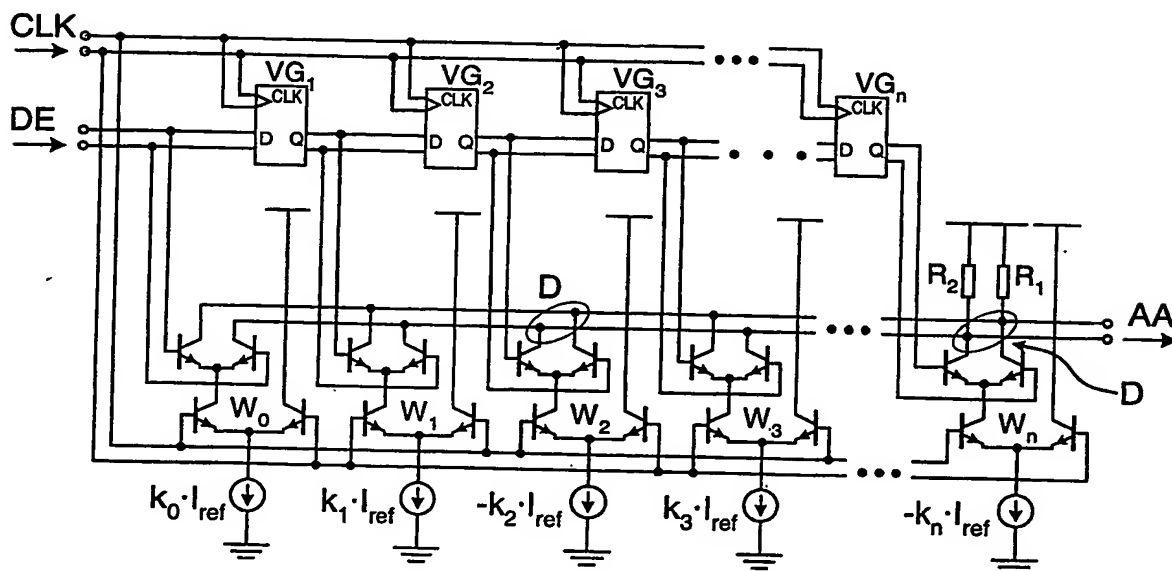 CLK
VG1 VG2 VG3 VGn
CLK CLK CLK CLK
DE
D Q D Q D Q D Q
R2 R1
D
AA
D
W0 W1 W2 W.3 Wn
k0·Iref k1·Iref -k2·Iref k3·Iref -kn·Iref